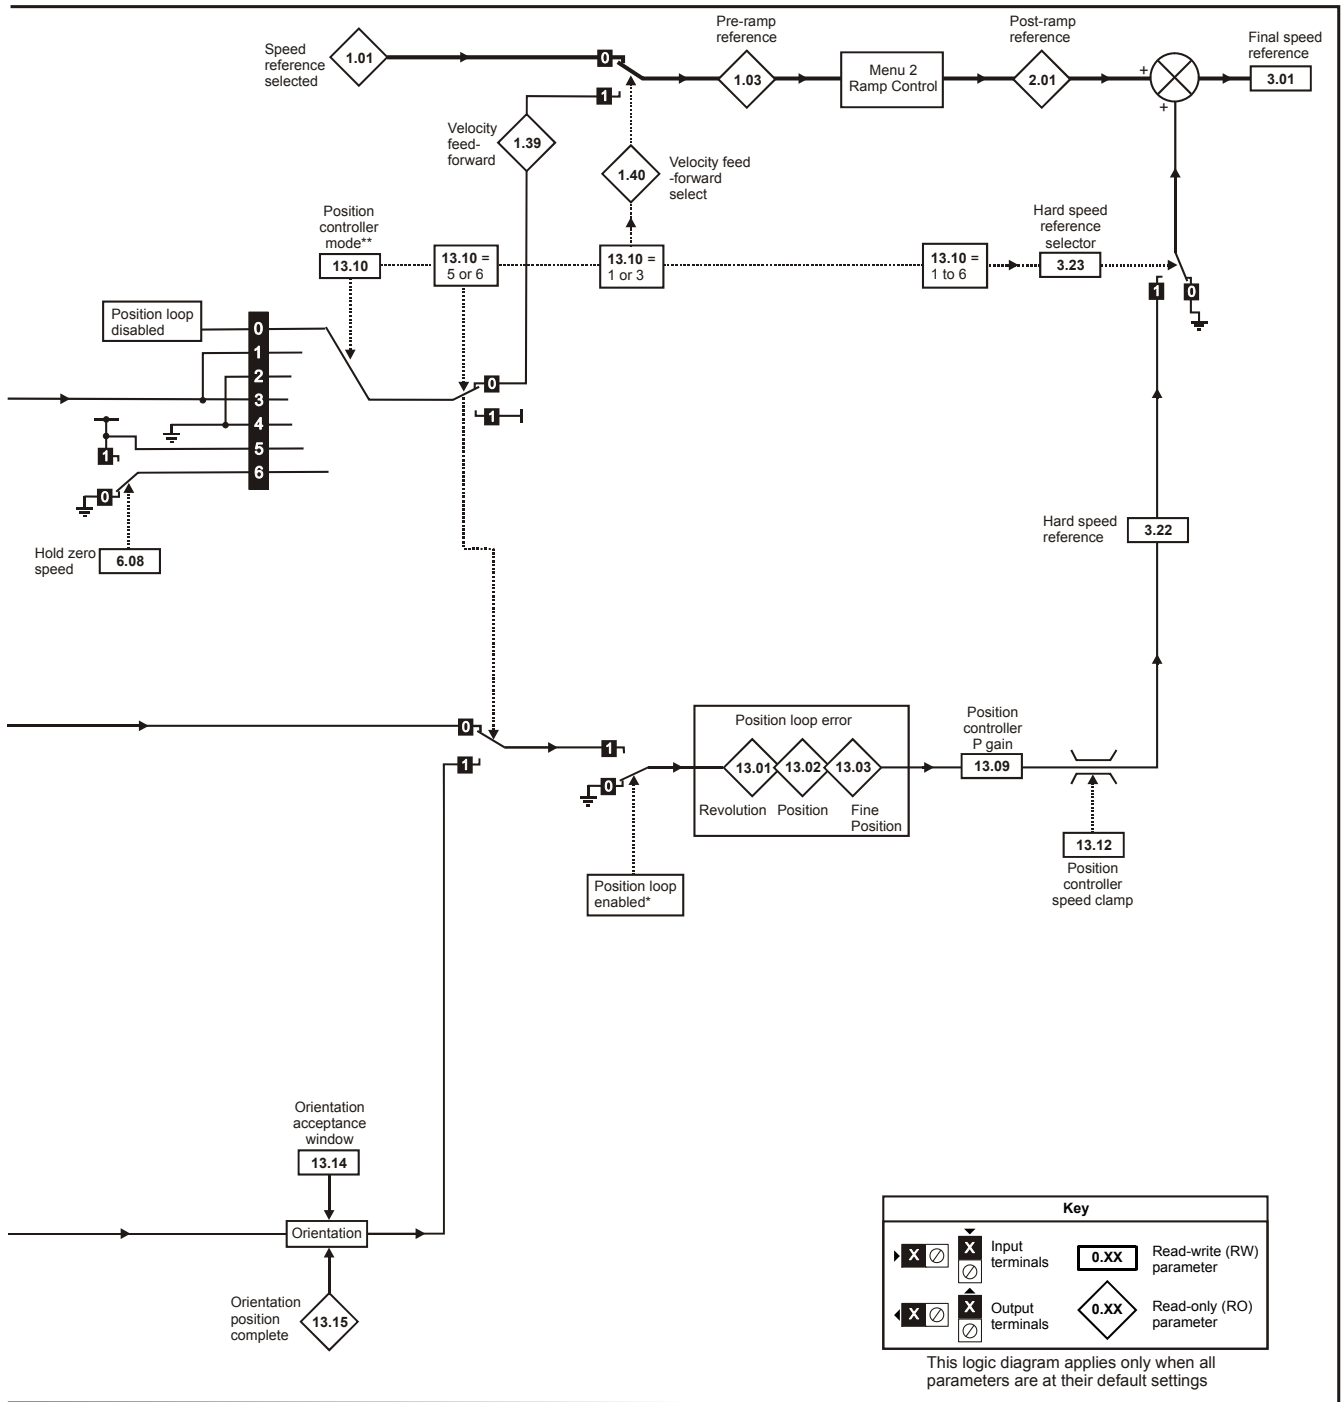 Speed
reference
selected
1.01
0
1
Pre-ramp
reference
1.03
Menu 2
Ramp Control
Post-ramp
reference
2.01
+
+
Final speed
reference
3.01
Velocity
feed-
forward
1.39
1.40
Velocity feed
-forward
select
Position
controller
mode**
13.10
13.10 =
5 or 6
13.10 =
1 or 3
13.10 =
1 to 6
Hard speed
reference
selector
3.23
1
0
Position loop
disabled
0
1
2
3
4
5
6
0
1
1
0
Hold zero
speed
6.08
Hard speed
reference
3.22
0
1
1
0
Position loop
enabled*
Position loop error
13.01
13.02
13.03
Revolution
Position
Fine
Position
Position
controller
P gain
13.09
13.12
Position
controller
speed clamp
Orientation
acceptance
window
13.14
Orientation
Orientation
position
complete
13.15
Key
X
X
Input
terminals
0.XX
Read-write (RW)
parameter
X
X
Output
terminals
0.XX
Read-only (RO)
parameter
This logic diagram applies only when all
parameters are at their default settings